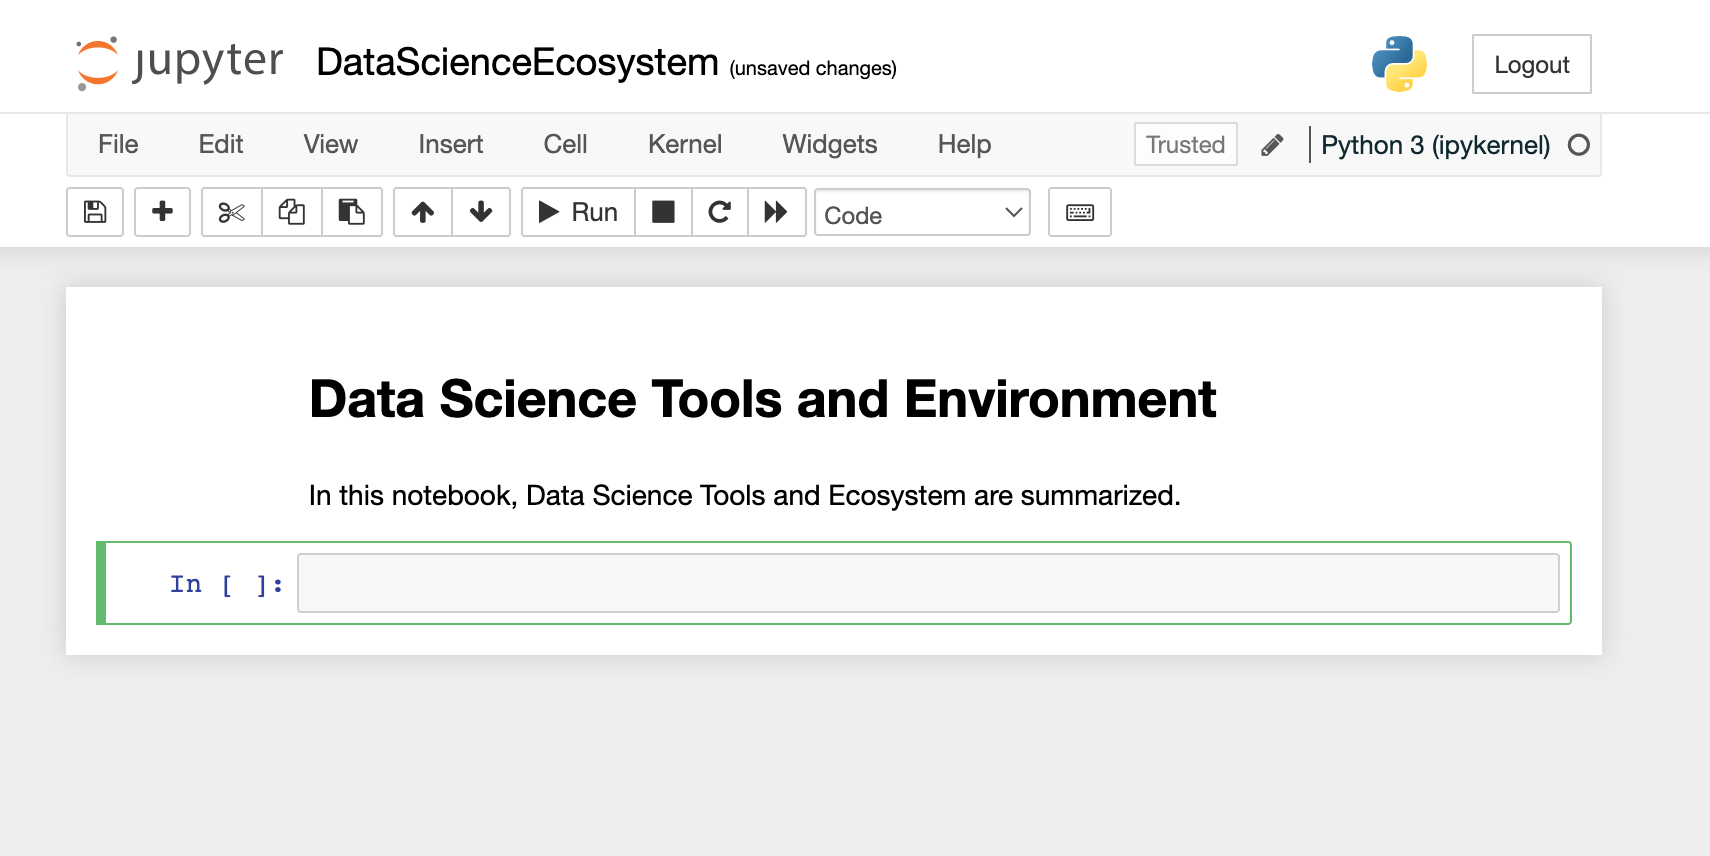 jupyter DataScienceEcosystem (unsaved changes) Logout
File Edit View Insert Cell Kernel Widgets Help Trusted Python 3 (ipykernel)
Run Code
Data Science Tools and Environment
In this notebook, Data Science Tools and Ecosystem are summarized.
In [ ]: